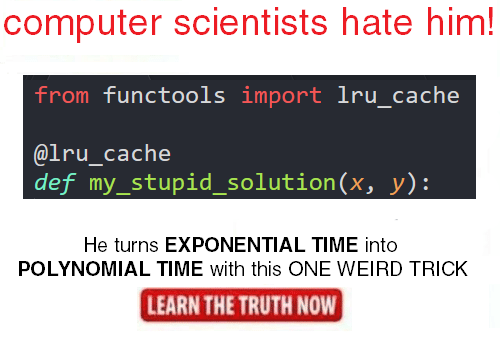 computer scientists hate him!
from functools import lru_cache
@lru_cache
def my_stupid_solution(x, y):
He turns EXPONENTIAL TIME into
POLYNOMIAL TIME with this ONE WEIRD TRICK
LEARN THE TRUTH NOW